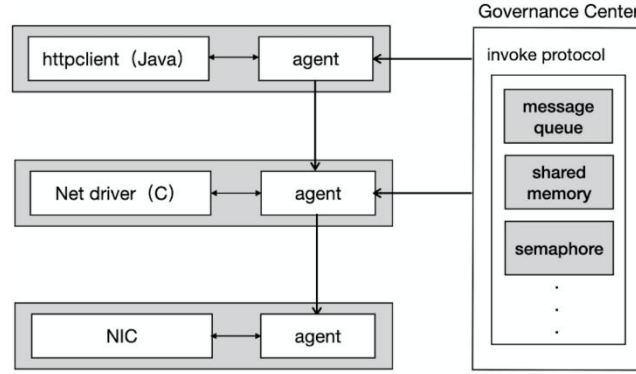 Governance Center
httpclient（Java）
agent
invoke protocol
message
queue
Net driver（C）
agent
shared
memory
semaphore
.
.
.
NIC
agent